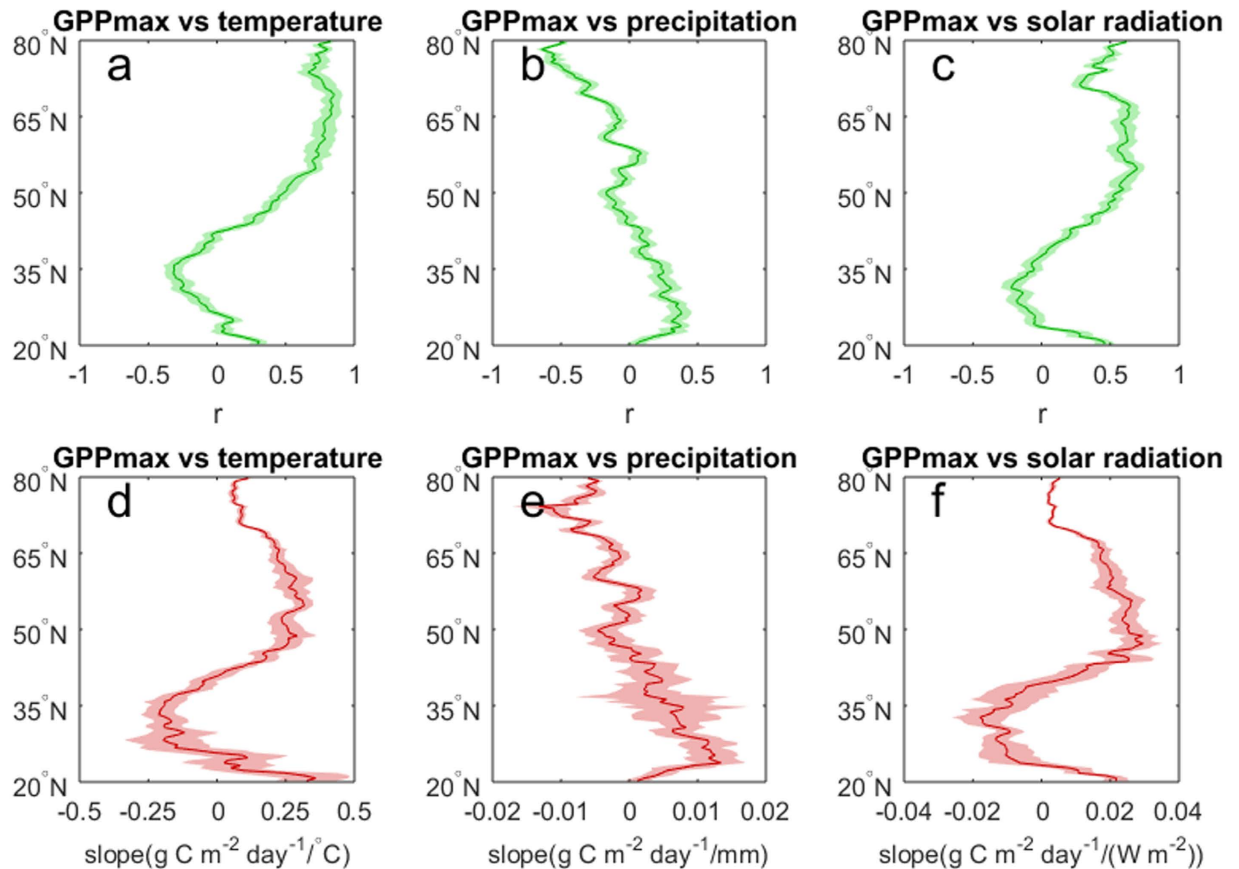 GPPmax vs temperature GPPmax vs precipitation GPPmax vs solar radiation
80°N 80°N 80°N
a b c
65°N 65°N 65°N
50°N 50°N 50°N
35°N 35°N 35°N
20°N 20°N 20°N
-1 -0.5 0 0.5 1 -1 -0.5 0 0.5 1 -1 -0.5 0 0.5 1
r r r
GPPmax vs temperature GPPmax vs precipitation GPPmax vs solar radiation
80°N 80°N 80°N
d e f
65°N 65°N 65°N
50°N 50°N 50°N
35°N 35°N 35°N
20°N 20°N 20°N
-0.5 -0.25 0 0.25 0.5 -0.02 -0.01 0 0.01 0.02 -0.04 -0.02 0 0.02 0.04
slope(g C m⁻² day⁻¹/°C) slope(g C m⁻² day⁻¹/mm) slope(g C m⁻² day⁻¹/(W m⁻²))